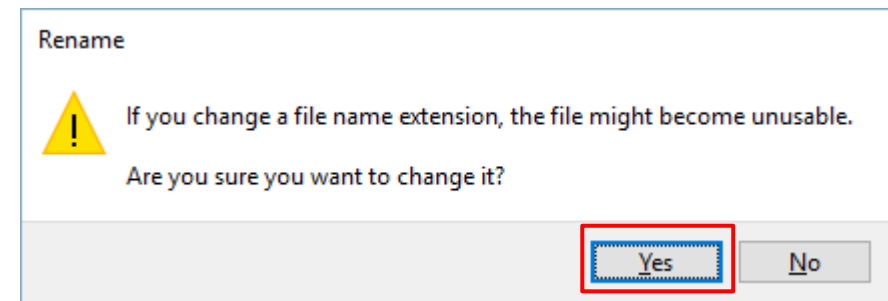 Rename
If you change a file name extension, the file might become unusable.
Are you sure you want to change it?
Yes
No